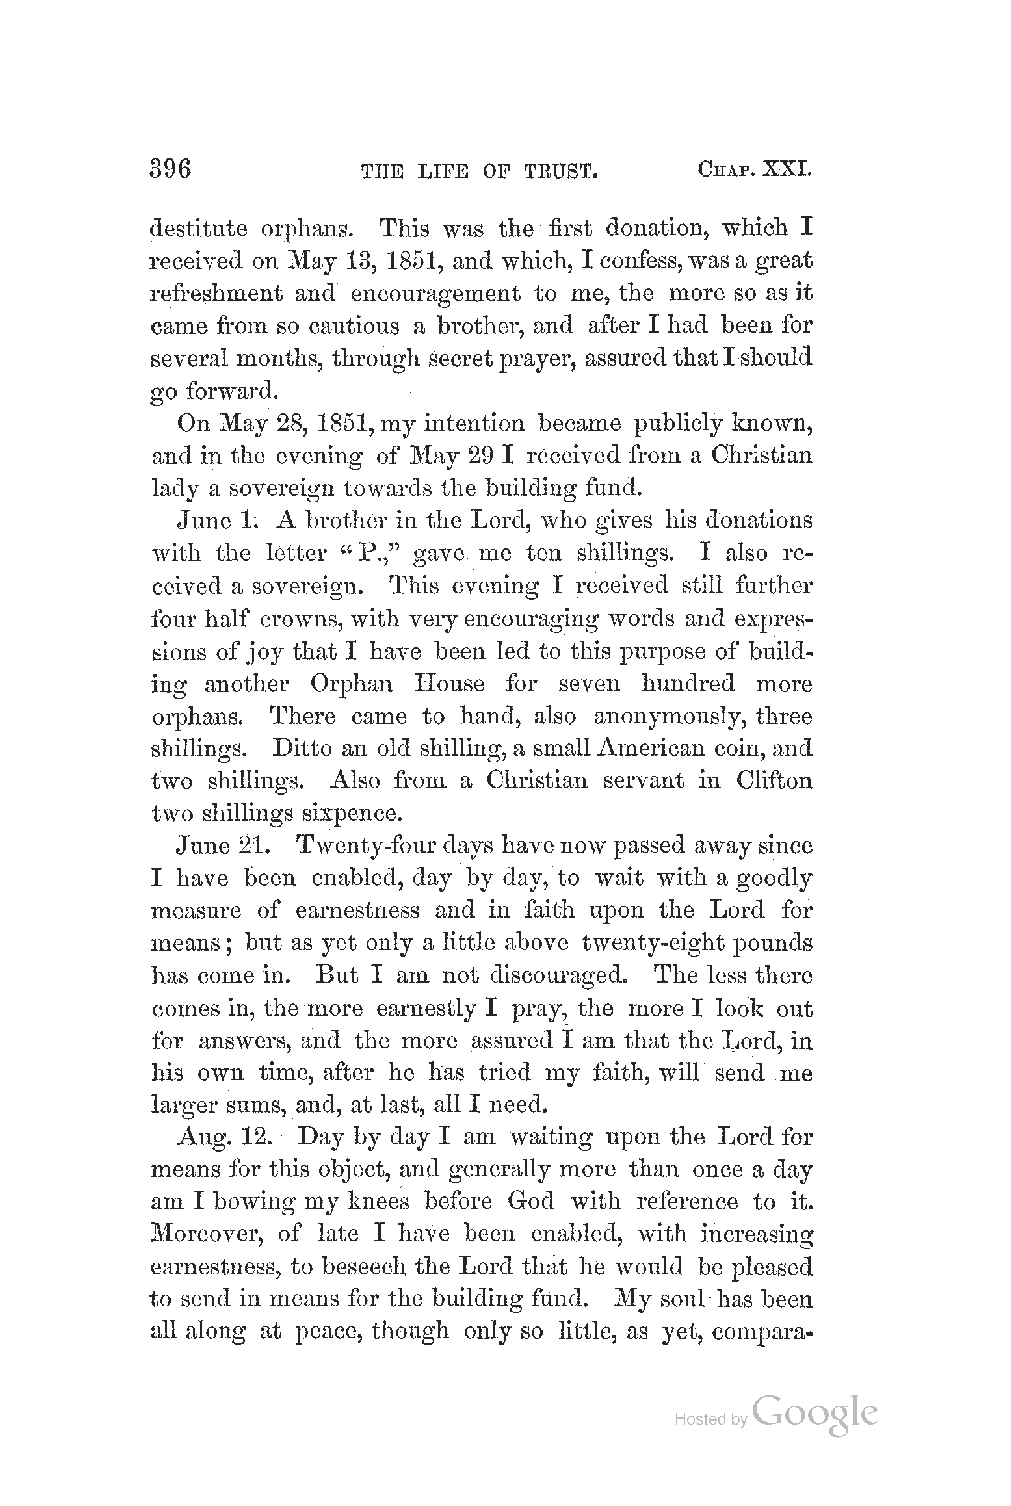 396 THE LIFE OF TRUST. CHAP. XXI.
destitute orphans. This was the first donation, which I
received on May 13, 1851, and which, I confess, was a great
refreshment and encouragement to me, the more so as it
came from so cautious a brother, and after I had been for
several months, through secret prayer, assured that I should
go forward.
On May 28, 1851, my intention became publicly known,
and in the evening of May 29 I received from a Christian
lady a sovereign towards the building fund.
June 1. A brother in the Lord, who gives his donations
with the letter “P.,” gave me ten shillings. I also re-
ceived a sovereign. This evening I received still further
four half crowns, with very encouraging words and expres-
sions of joy that I have been led to this purpose of build-
ing another Orphan House for seven hundred more
orphans. There came to hand, also anonymously, three
shillings. Ditto an old shilling, a small American coin, and
two shillings. Also from a Christian servant in Clifton
two shillings sixpence.
June 21. Twenty-four days have now passed away since
I have been enabled, day by day, to wait with a goodly
measure of earnestness and in faith upon the Lord for
means; but as yet only a little above twenty-eight pounds
has come in. But I am not discouraged. The less there
comes in, the more earnestly I pray, the more I look out
for answers, and the more assured I am that the Lord, in
his own time, after he has tried my faith, will send me
larger sums, and, at last, all I need.
Aug. 12. Day by day I am waiting upon the Lord for
means for this object, and generally more than once a day
am I bowing my knees before God with reference to it.
Moreover, of late I have been enabled, with increasing
earnestness, to beseech the Lord that he would be pleased
to send in means for the building fund. My soul has been
all along at peace, though only so little, as yet, compara-
Hosted by Google